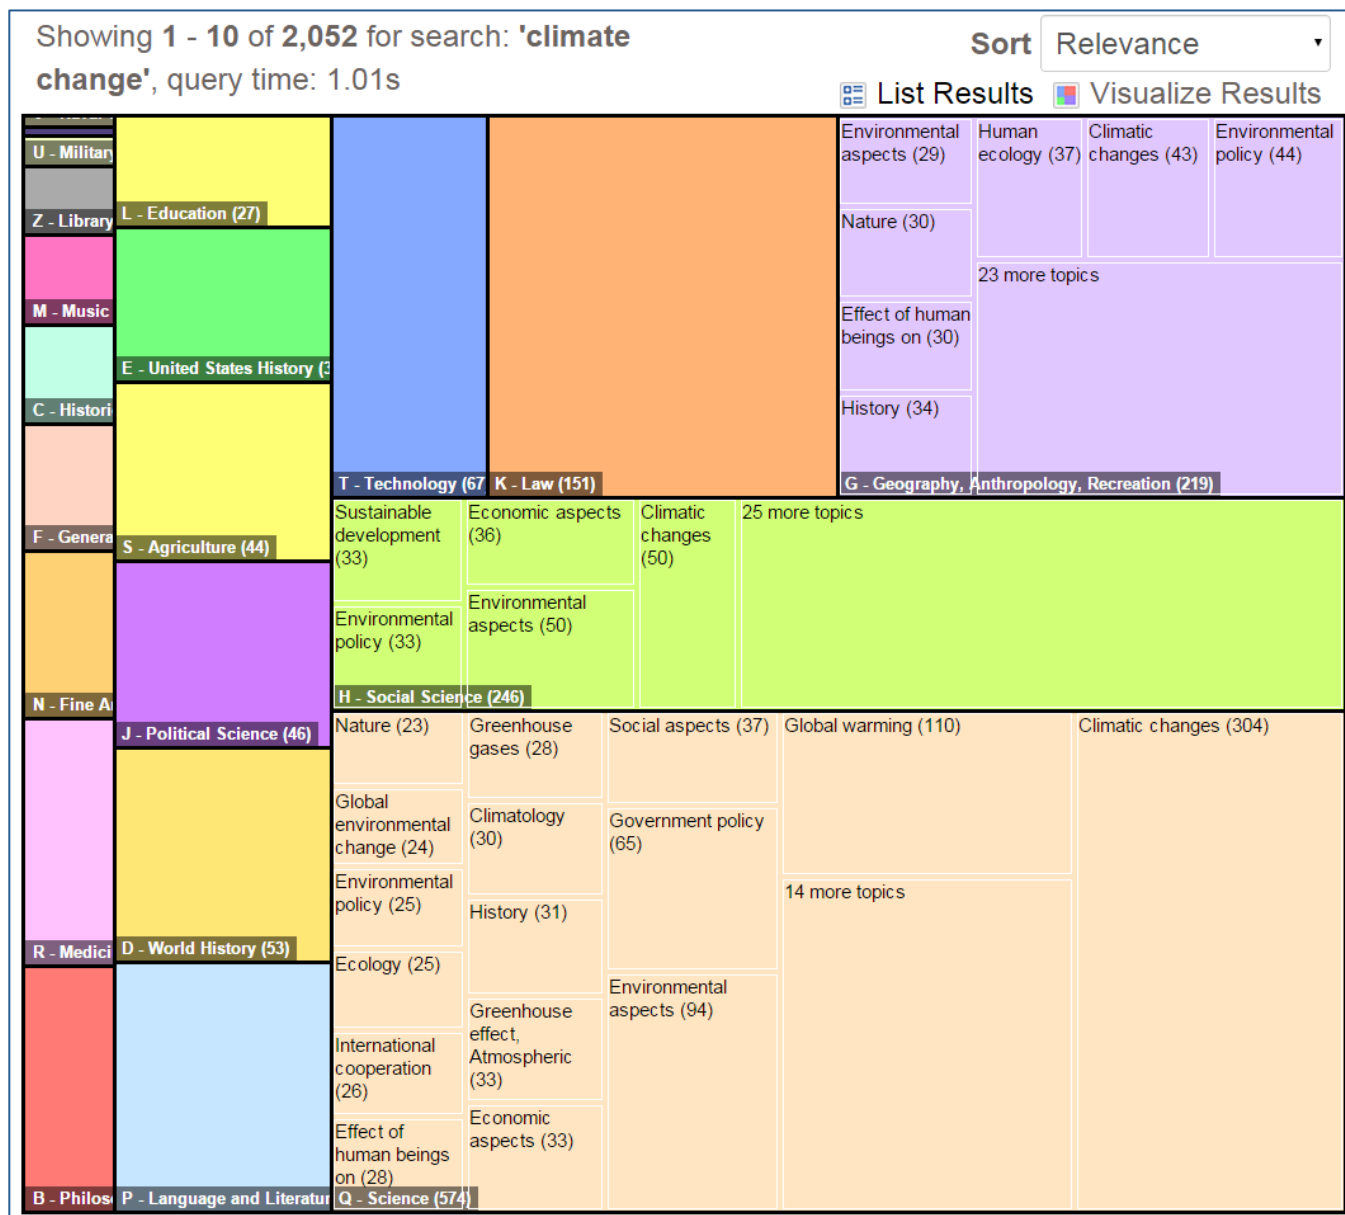 Showing 1 - 10 of 2,052 for search: 'climate
change', query time: 1.01s
Sort Relevance
List Results Visualize Results
U - Military
Z - Library
M - Music
C - Histori
F - Genera
N - Fine A
R - Medici
B - Philos
L - Education (27)
E - United States History (3
S - Agriculture (44)
J - Political Science (46)
D - World History (53)
P - Language and Literatur
T - Technology (67
K - Law (151)
Environmental
aspects (29)
Nature (30)
Effect of human
beings on (30)
History (34)
Human
ecology (37)
Climatic
changes (43)
Environmental
policy (44)
23 more topics
G - Geography, Anthropology, Recreation (219)
Sustainable
development
(33)
Environmental
policy (33)
Economic aspects
(36)
Environmental
aspects (50)
Climatic
changes
(50)
25 more topics
H - Social Science (246)
Nature (23)
Global
environmental
change (24)
Environmental
policy (25)
Ecology (25)
International
cooperation
(26)
Effect of
human beings
on (28)
Greenhouse
gases (28)
Climatology
(30)
History (31)
Greenhouse
effect,
Atmospheric
(33)
Economic
aspects (33)
Social aspects (37)
Government policy
(65)
Environmental
aspects (94)
Global warming (110)
14 more topics
Climatic changes (304)
Q - Science (574)